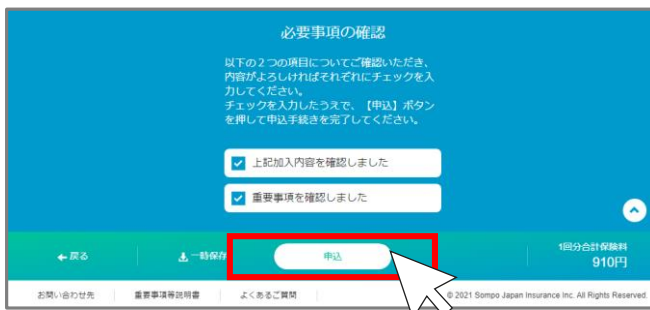 必要事項の確認
以下の2つの項目についてご確認いただき、
内容がよろしければそれぞれにチェックを入
力してください。
チェックを入力したうえで、【申込】ボタン
を押して申込手続きを完了してください。
上記加入内容を確認しました
重要事項を確認しました
戻る
一時保存
申込
1回分合計保険料
910円
お問い合わせ先
重要事項等説明書
よくあるご質問
© 2021 Sompo Japan Insurance Inc. All Rights Reserved.